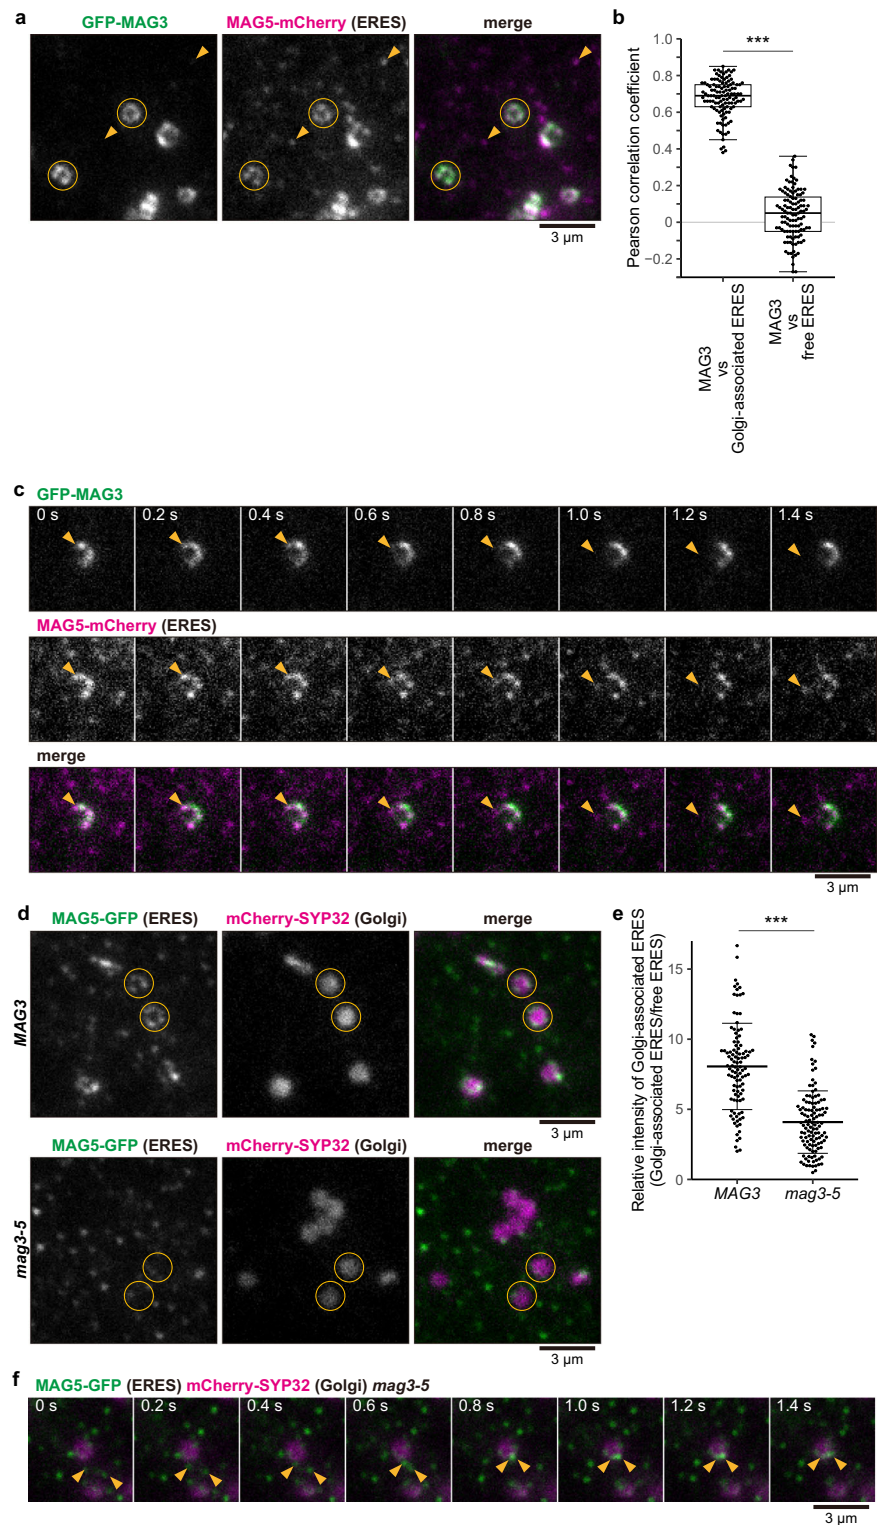 a
GFP-MAG3 MAG5-mCherry (ERES) merge
3 µm
b
Pearson correlation coefficient
1.0
0.8
0.6
0.4
0.2
0
−0.2
***
MAG3
vs
Golgi-associated ERES
MAG3
vs
free ERES
c
GFP-MAG3
0 s 0.2 s 0.4 s 0.6 s 0.8 s 1.0 s 1.2 s 1.4 s
MAG5-mCherry (ERES)
merge
3 µm
d
MAG5-GFP (ERES) mCherry-SYP32 (Golgi) merge
MAG3
3 µm
MAG5-GFP (ERES) mCherry-SYP32 (Golgi) merge
mag3-5
3 µm
e
Relative intensity of Golgi-associated ERES
(Golgi-associated ERES/free ERES)
***
15
10
5
0
MAG3 mag3-5
f
MAG5-GFP (ERES) mCherry-SYP32 (Golgi) mag3-5
0 s 0.2 s 0.4 s 0.6 s 0.8 s 1.0 s 1.2 s 1.4 s
3 µm